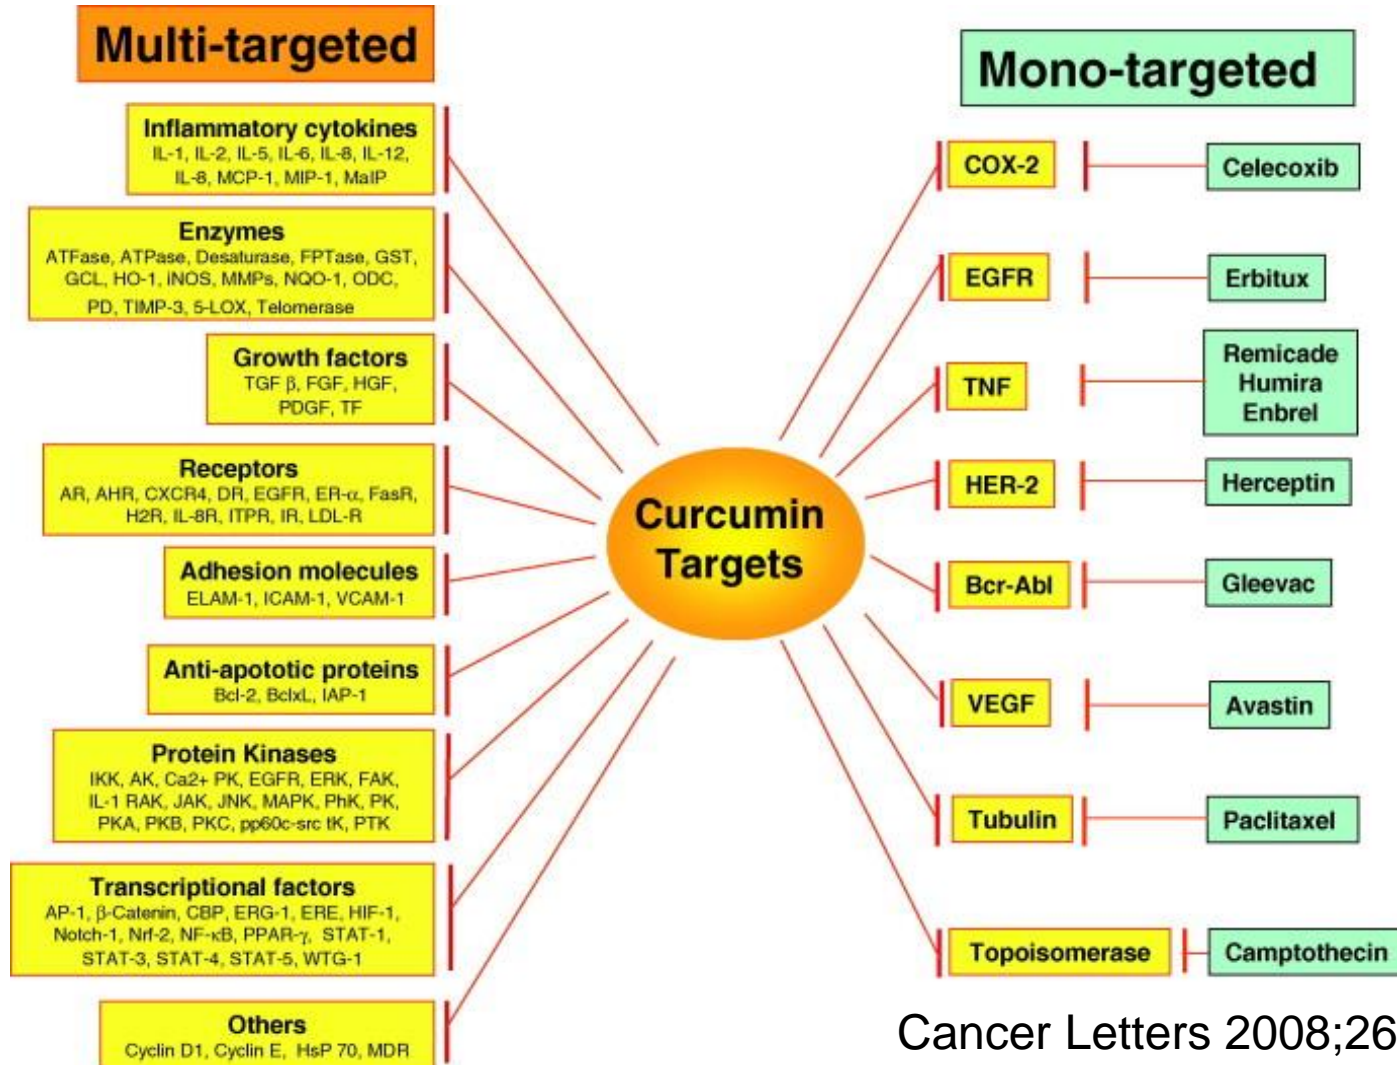 Multi-targeted
Inflammatory cytokines
IL-1, IL-2, IL-5, IL-6, IL-8, IL-12,
IL-8, MCP-1, MIP-1, MaIP
Enzymes
ATFase, ATPase, Desaturase, FPTase, GST,
GCL, HO-1, iNOS, MMPs, NQO-1, ODC,
PD, TIMP-3, 5-LOX, Telomerase
Growth factors
TGF β, FGF, HGF,
PDGF, TF
Receptors
AR, AHR, CXCR4, DR, EGFR, ER-α, FasR,
H2R, IL-8R, ITPR, IR, LDL-R
Adhesion molecules
ELAM-1, ICAM-1, VCAM-1
Anti-apototic proteins
Bcl-2, BclxL, IAP-1
Protein Kinases
IKK, AK, Ca2+ PK, EGFR, ERK, FAK,
IL-1 RAK, JAK, JNK, MAPK, PhK, PK,
PKA, PKB, PKC, pp60c-src tK, PTK
Transcriptional factors
AP-1, β-Catenin, CBP, ERG-1, ERE, HIF-1,
Notch-1, Nrf-2, NF-κB, PPAR-γ, STAT-1,
STAT-3, STAT-4, STAT-5, WTG-1
Others
Cyclin D1, Cyclin E, HsP 70, MDR
Curcumin
Targets
Mono-targeted
COX-2
Celecoxib
EGFR
Erbitux
TNF
Remicade
Humira
Enbrel
HER-2
Herceptin
Bcr-Abl
Gleevac
VEGF
Avastin
Tubulin
Paclitaxel
Topoisomerase
Camptothecin
Cancer Letters 2008;26